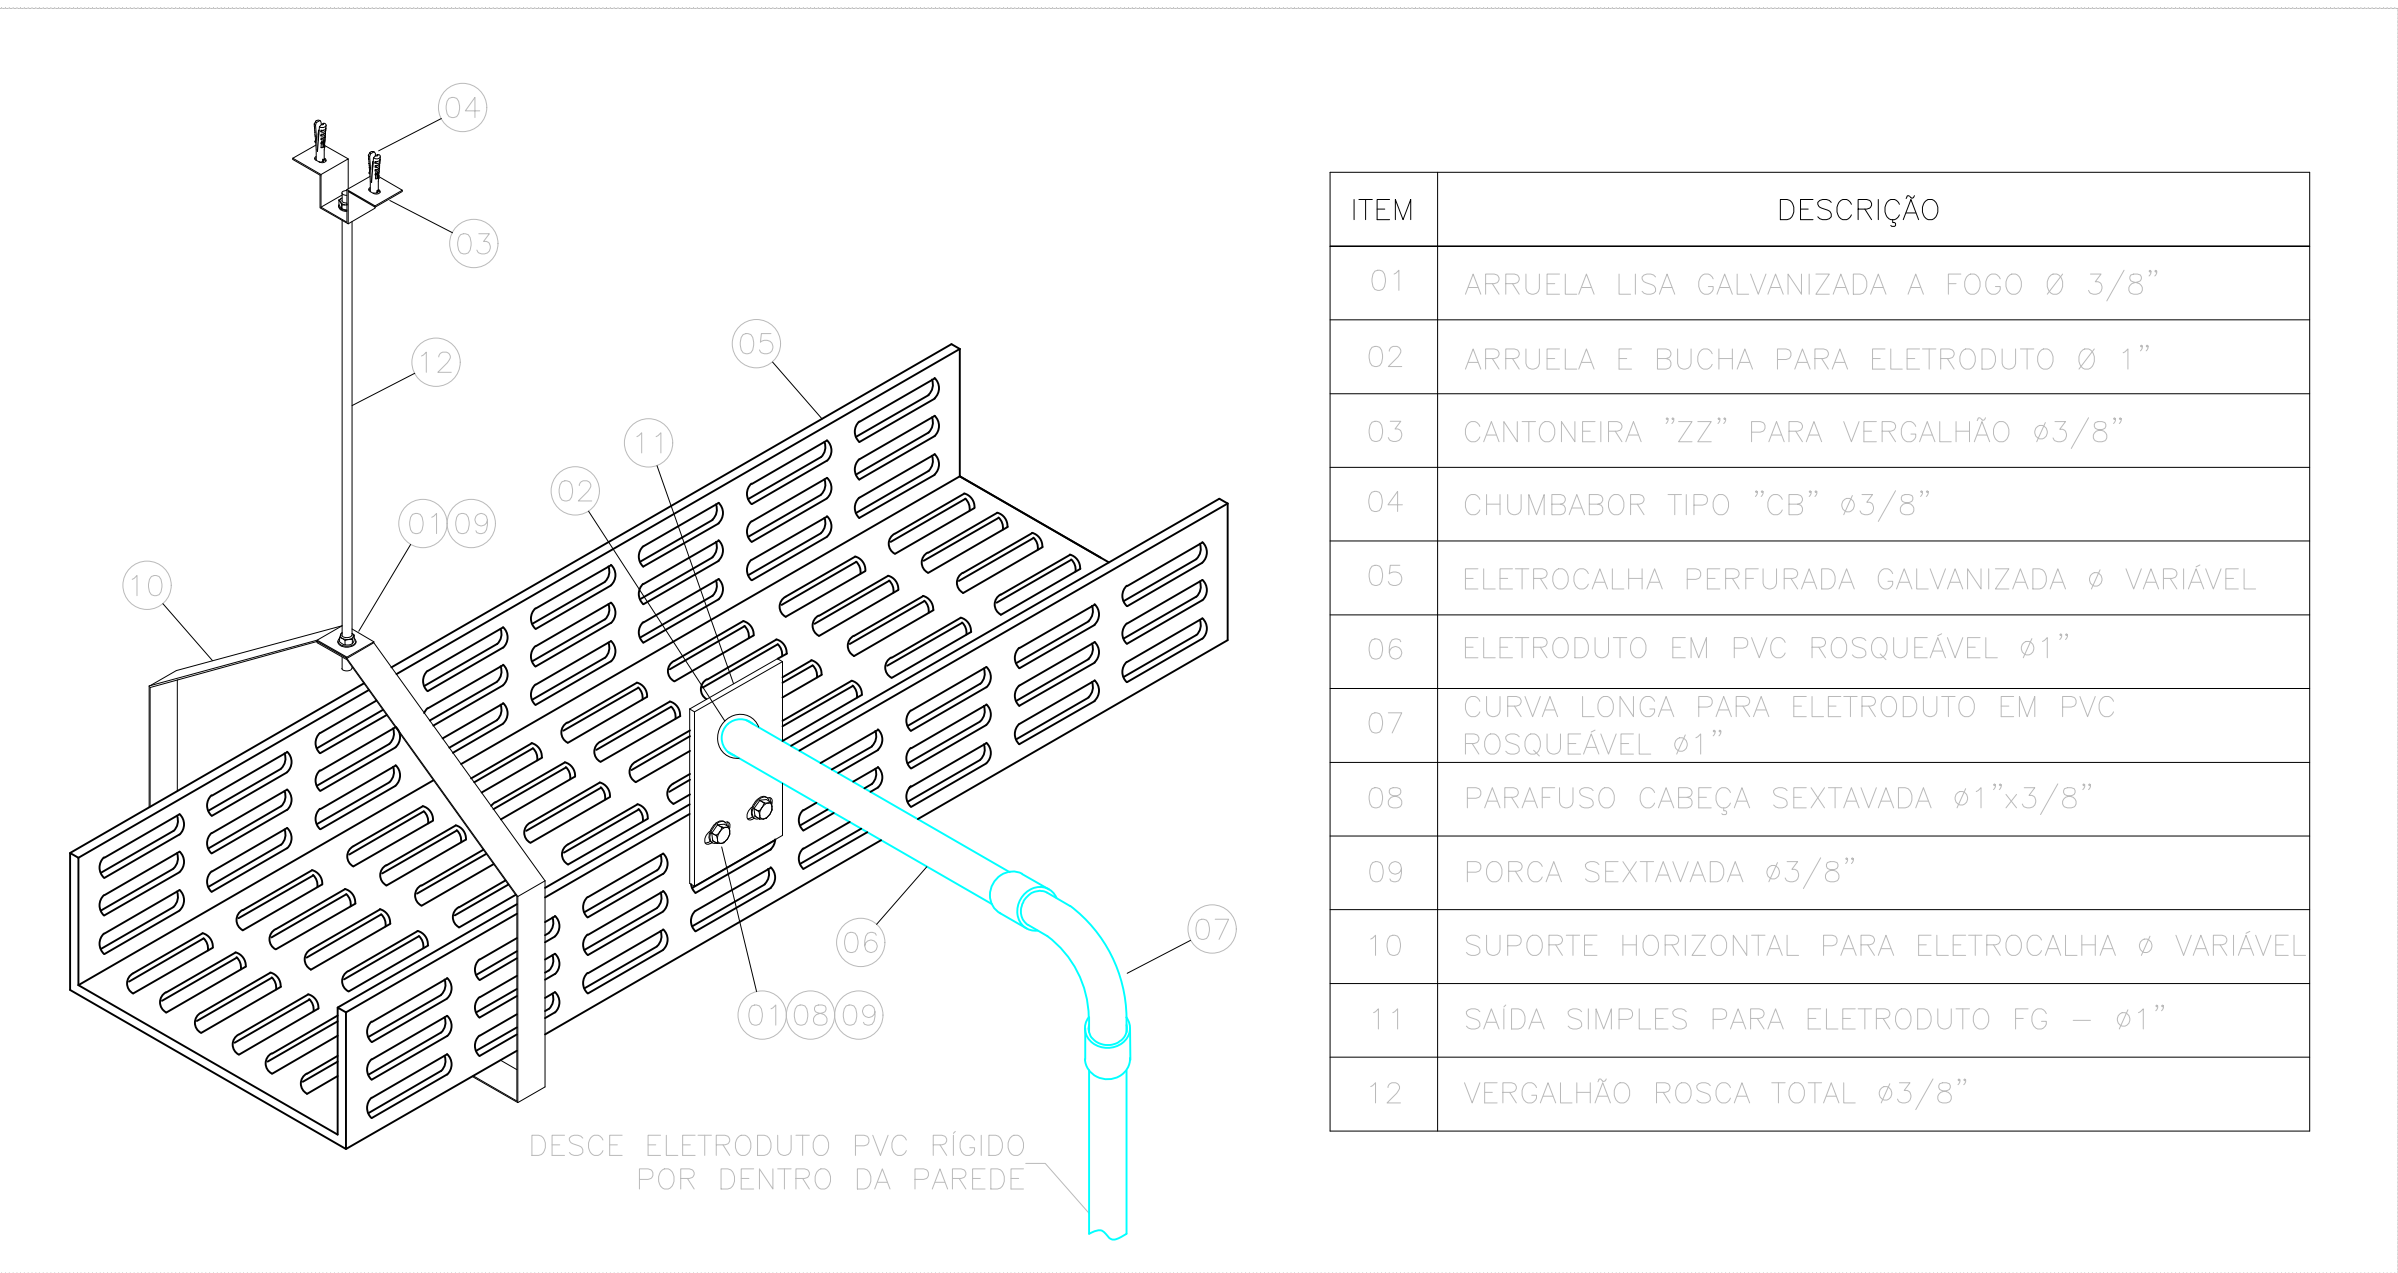 04
03
12
05
11
02
01 09
10
06
07
01 08 09
DESCE ELETRODUTO PVC RÍGIDO
POR DENTRO DA PAREDE
ITEM DESCRIÇÃO
01 ARRUELA LISA GALVANIZADA A FOGO Ø 3/8"
02 ARRUELA E BUCHA PARA ELETRODUTO Ø 1"
03 CANTONEIRA "ZZ" PARA VERGALHÃO ø3/8"
04 CHUMBABOR TIPO "CB" ø3/8"
05 ELETROCALHA PERFURADA GALVANIZADA ø VARIÁVEL
06 ELETRODUTO EM PVC ROSQUEÁVEL ø1"
07 CURVA LONGA PARA ELETRODUTO EM PVC
ROSQUEÁVEL ø1"
08 PARAFUSO CABEÇA SEXTAVADA ø1"x3/8"
09 PORCA SEXTAVADA ø3/8"
10 SUPORTE HORIZONTAL PARA ELETROCALHA ø VARIÁVEL
11 SAÍDA SIMPLES PARA ELETRODUTO FG – ø1"
12 VERGALHÃO ROSCA TOTAL ø3/8"